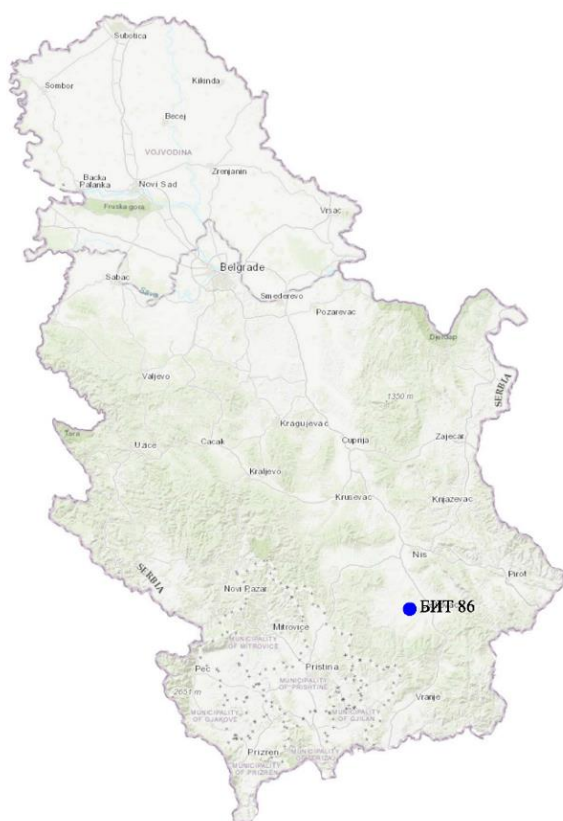 Subotica
Sombor
Kikinda
Becej
VOJVODINA
Zrenjanin
Backa
Palanka
Novi Sad
Fruska gora
Vrsac
Belgrade
Sabac
Sava
Smederevo
Pozarevac
Djerdap
Valjevo
1350 m
SERBIA
Kragujevac
Tara
Uzice
Cacak
Cuprija
Zajecar
Kraljevo
Krusevac
Knjazevac
Nis
SERBIA
Pirot
Novi Pazar
БИТ 86
Mitrovice
MUNICIPALITY
OF MITROVICE
Pec
Pristina
MUNICIPALITY
OF PRISHTINE
Vranje
MUNICIPALITY
OF GJAKOVE
MUNICIPALITY
OF GJILAN
Prizren
MUNICIPALITY
MUNICIPALITY
OF PRIZREN